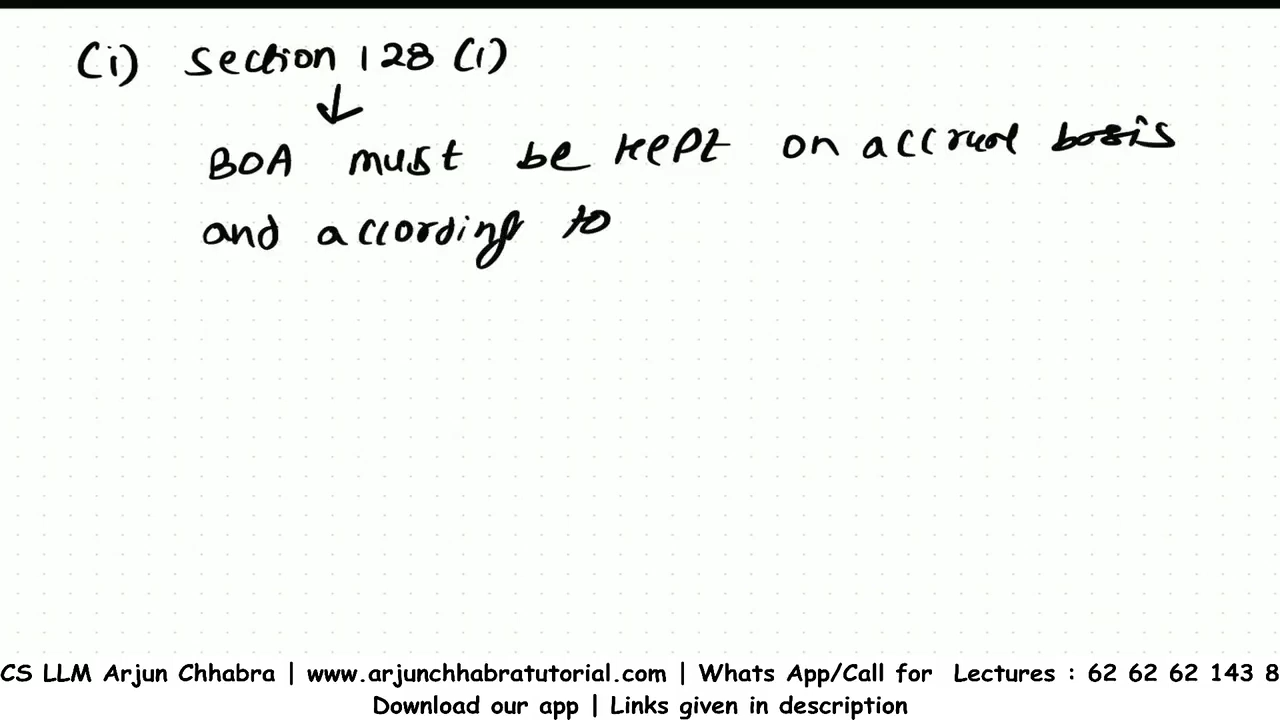 (i) Section 128 (1)
BOA must be kept on accrual basis
and according to
CS LLM Arjun Chhabra | www.arjunchhabratutorial.com | Whats App/Call for Lectures : 62 62 62 143 8
Download our app | Links given in description